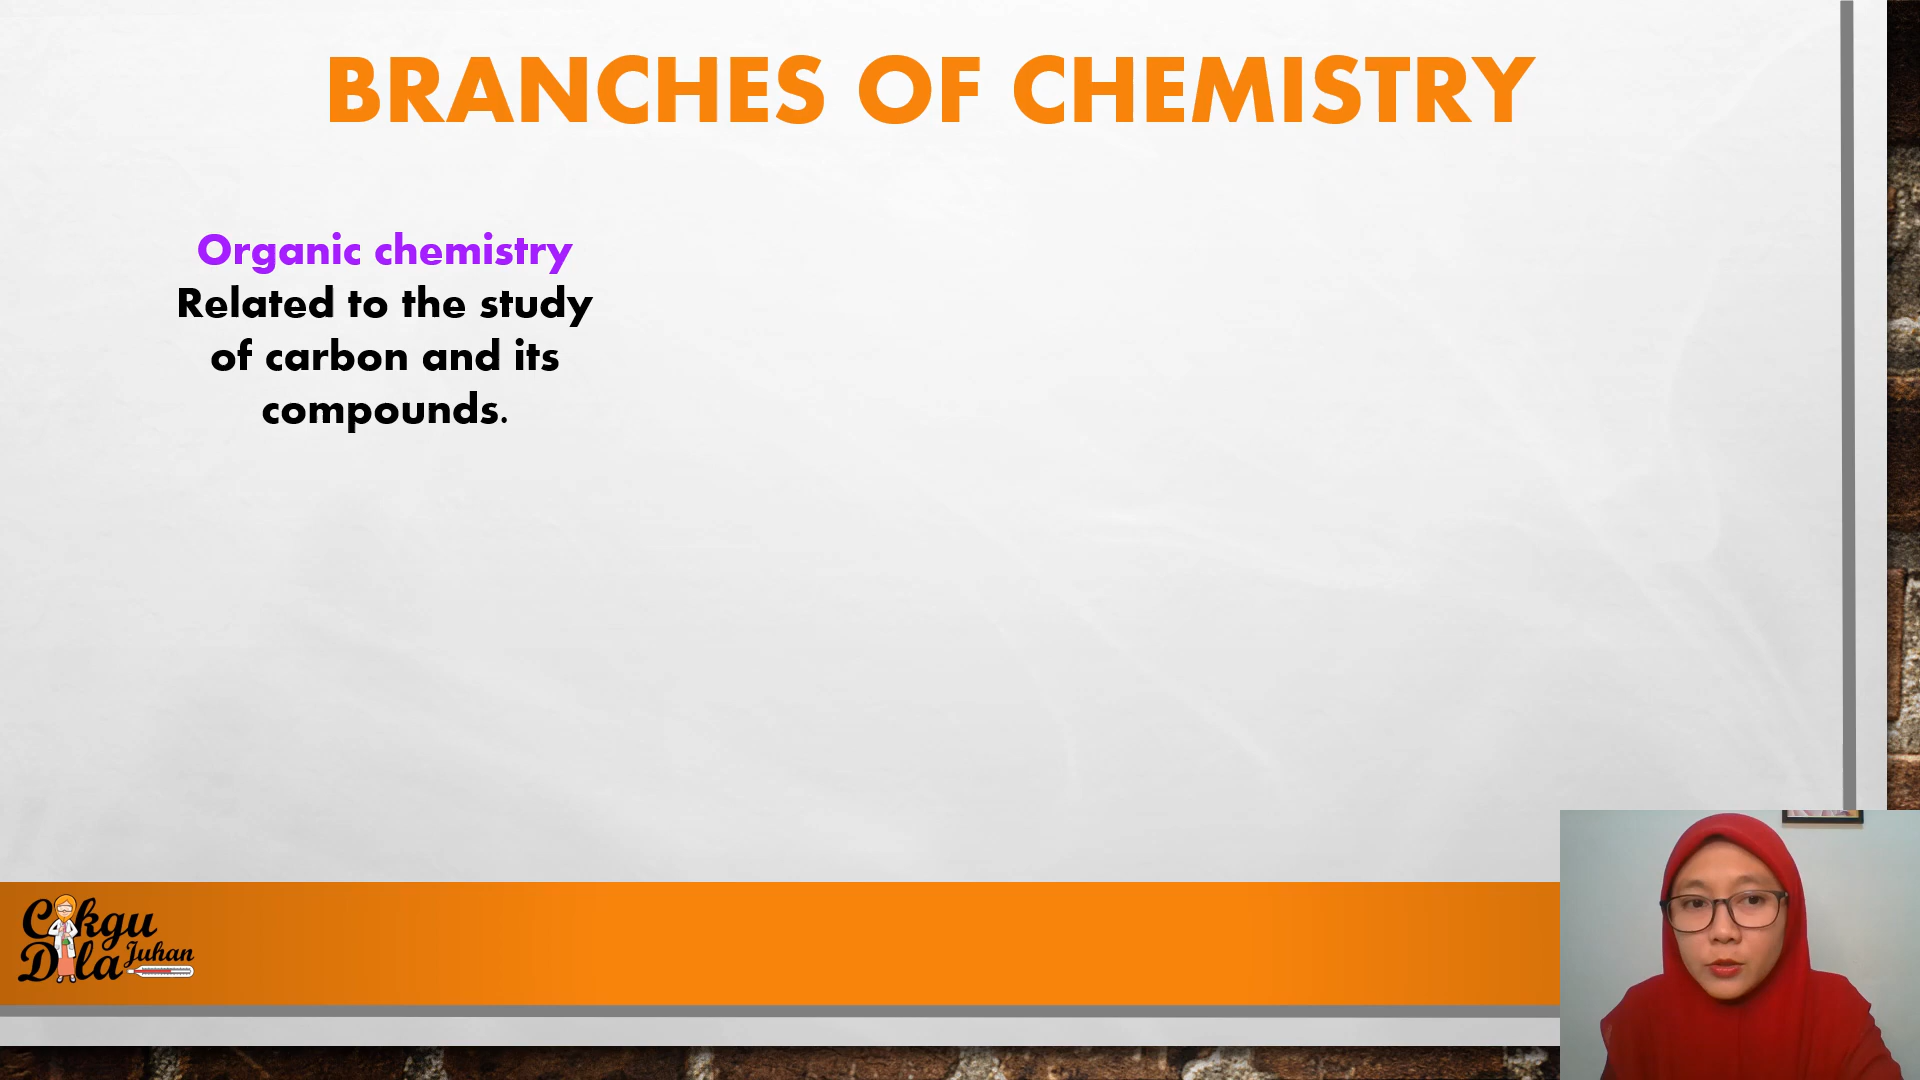 BRANCHES OF CHEMISTRY
Organic chemistry
Related to the study
of carbon and its
compounds.
Cikgu
Dila Juhan